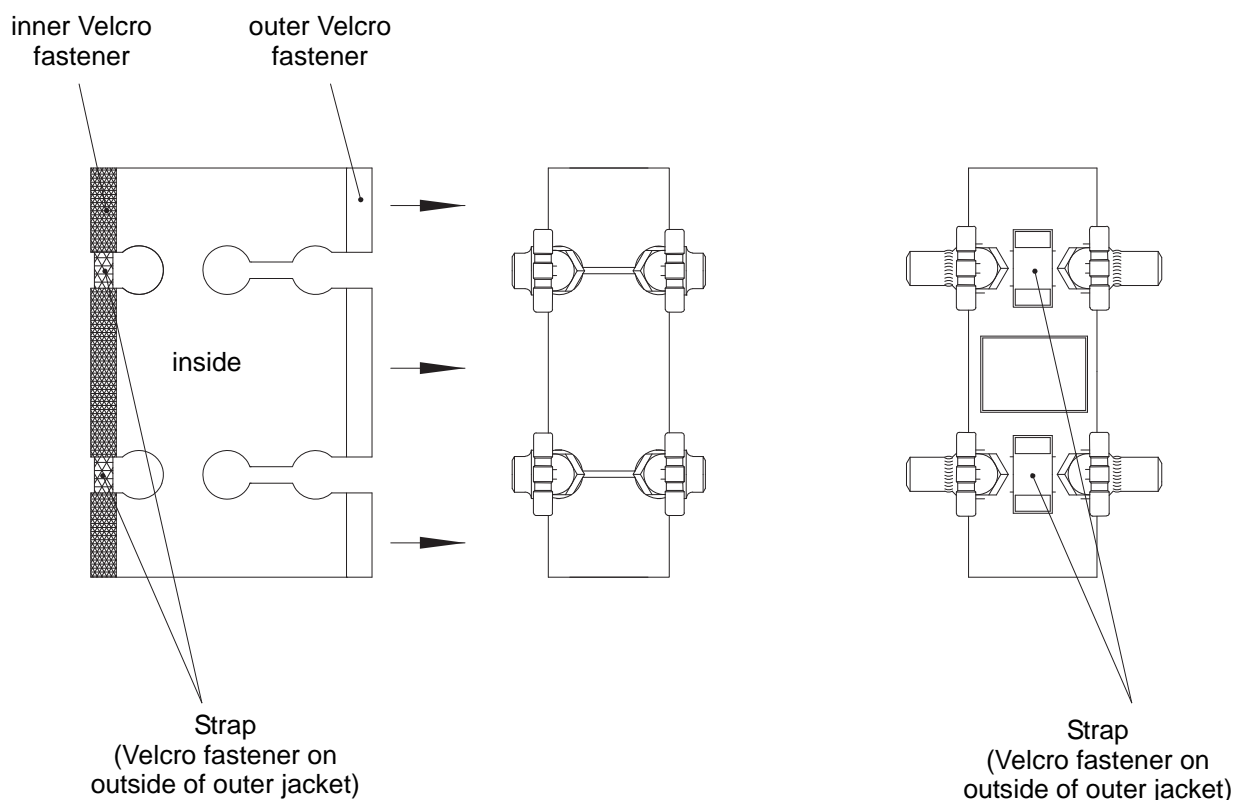 inner Velcro
fastener
outer Velcro
fastener
inside
Strap
(Velcro fastener on
outside of outer jacket)
Strap
(Velcro fastener on
outside of outer jacket)